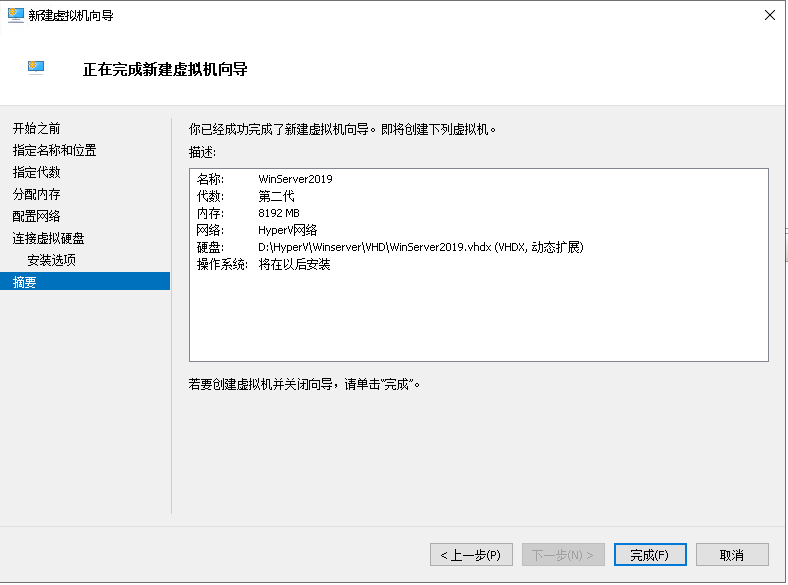 新建虚拟机向导
正在完成新建虚拟机向导
开始之前
指定名称和位置
指定代数
分配内存
配置网络
连接虚拟硬盘
安装选项
摘要
你已经成功完成了新建虚拟机向导。即将创建下列虚拟机。
描述:
名称: WinServer2019
代数: 第二代
内存: 8192 MB
网络: HyperV网络
硬盘: D:\HyperV\Winserver\VHD\WinServer2019.vhdx (VHDX, 动态扩展)
操作系统: 将在以后安装
若要创建虚拟机并关闭向导，请单击“完成”。
< 上一步(P)
下一步(N) >
完成(F)
取消